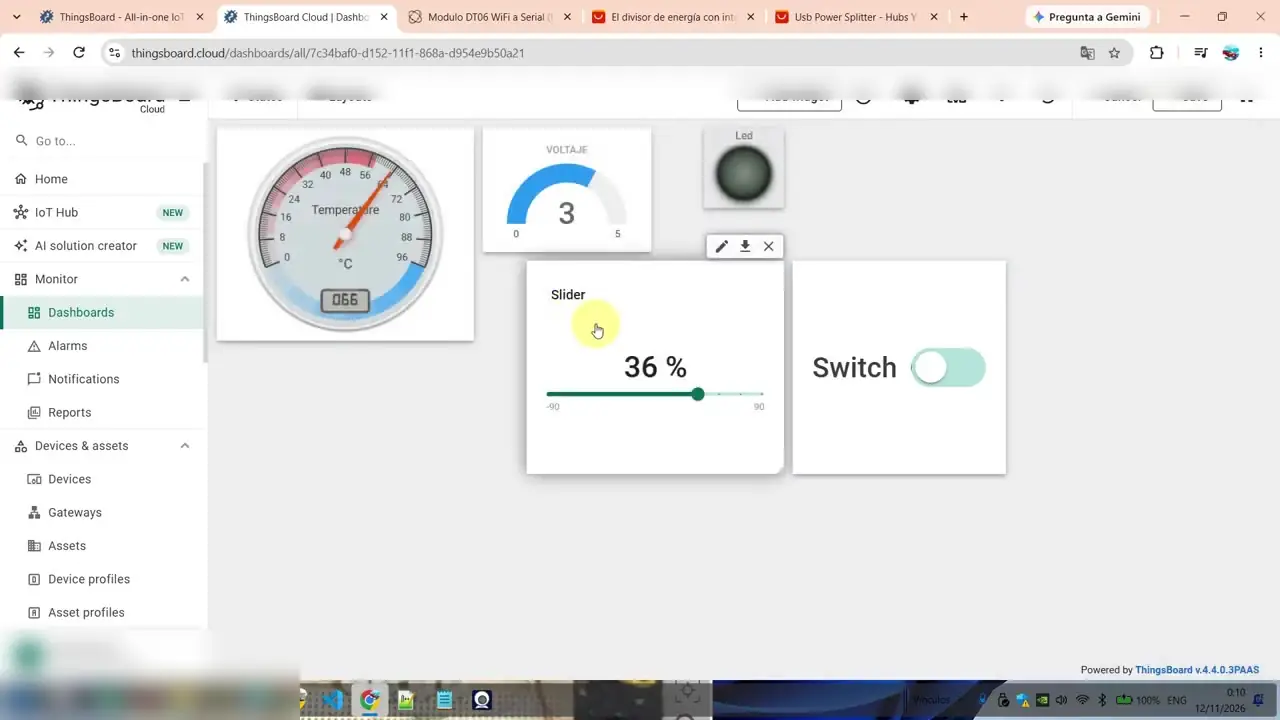 ThingsBoard - All-in-one IoT
ThingsBoard Cloud | Dashbo
Modulo DT06 WiFi a Serial (
El divisor de energía con inte
Usb Power Splitter - Hubs Y
Pregunta a Gemini
thingsboard.cloud/dashboards/all/7c34baf0-d152-11f1-868a-d954e9b50a21
ThingsBoard
Cloud
Go to...
Home
IoT Hub NEW
AI solution creator NEW
Monitor
Dashboards
Alarms
Notifications
Reports
Devices & assets
Devices
Gateways
Assets
Device profiles
Asset profiles
0 8 16 24 32 40 48 56 64 72 80 88 96
Temperature
°C
066
VOLTAJE
3
0 5
Led
Slider
36 %
-90 90
Switch
Powered by ThingsBoard v.4.4.0.3PAAS
100% ENG
0:10
12/11/2026